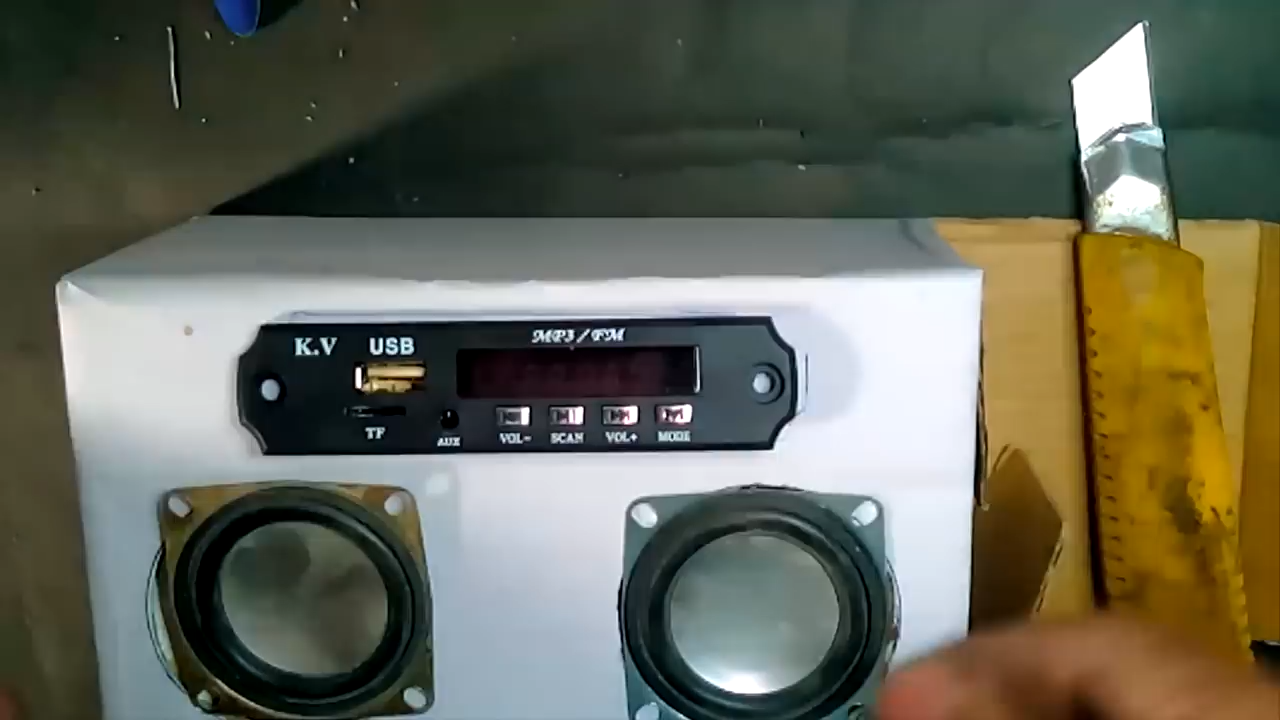 MP3/FM
K.V USB
TF
AUX
VOL-
SCAN
VOL+
MODE